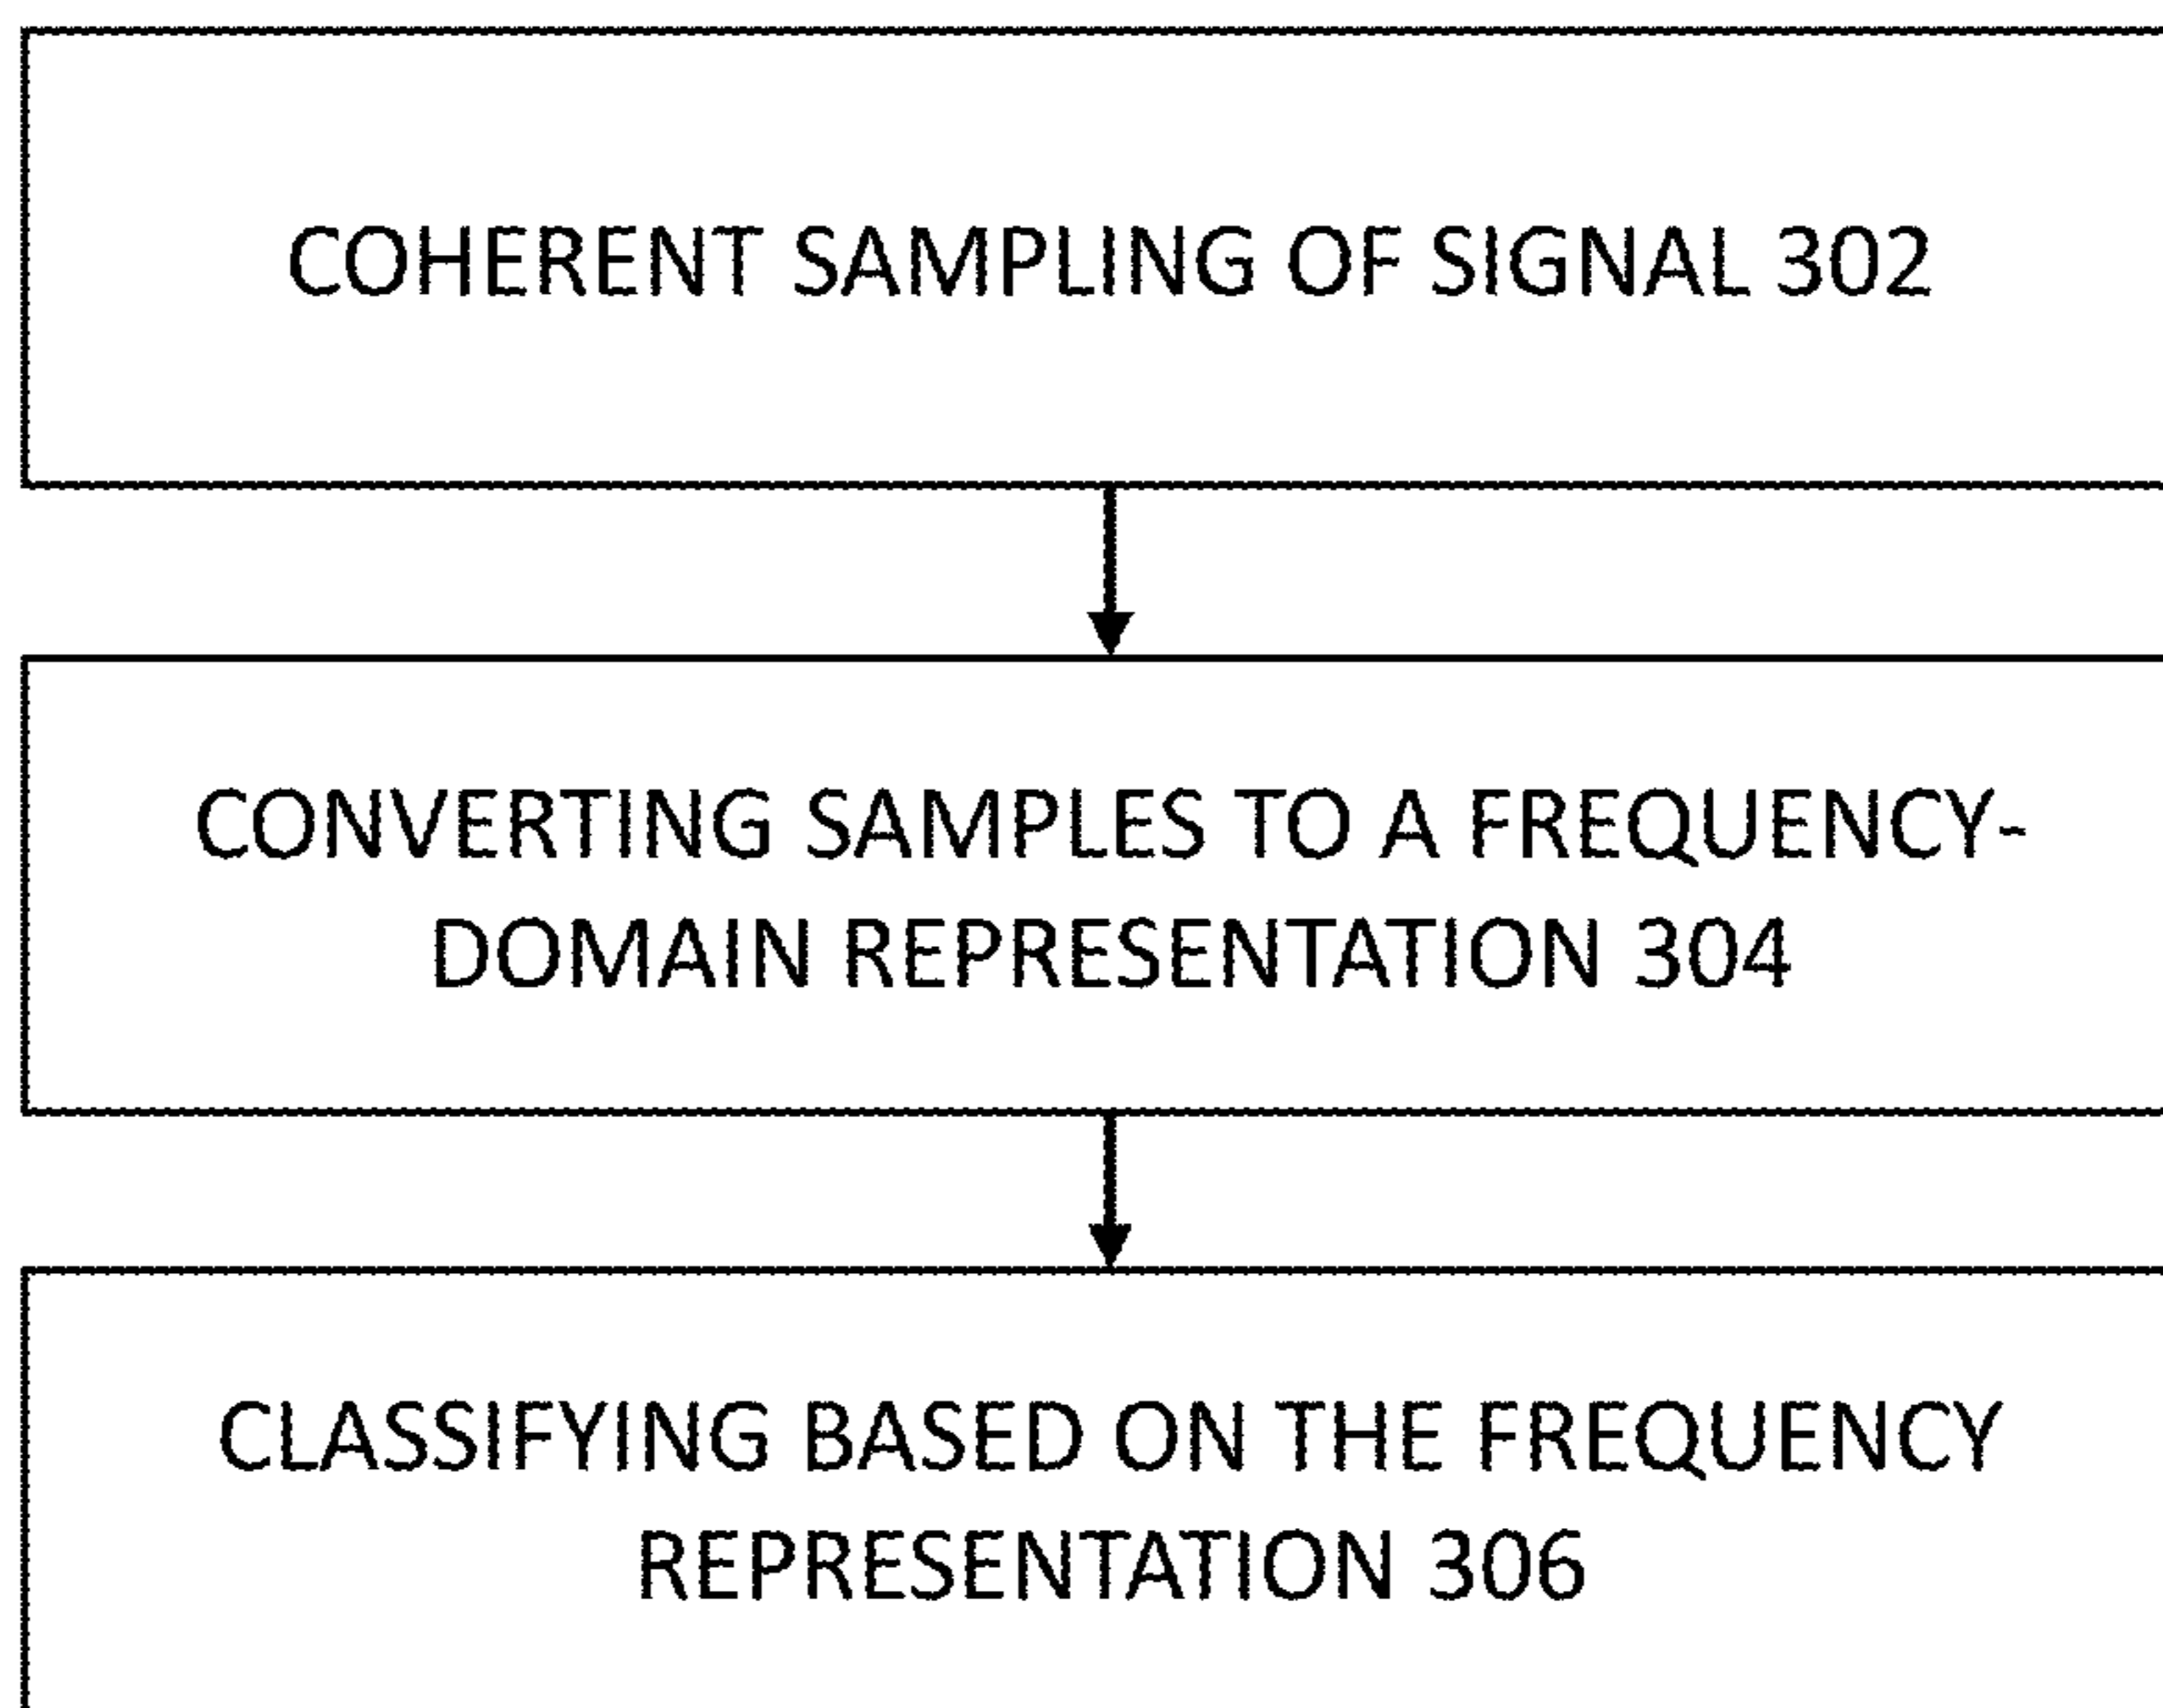 COHERENT SAMPLING OF SIGNAL 302
CONVERTING SAMPLES TO A FREQUENCY-
DOMAIN REPRESENTATION 304
CLASSIFYING BASED ON THE FREQUENCY
REPRESENTATION 306